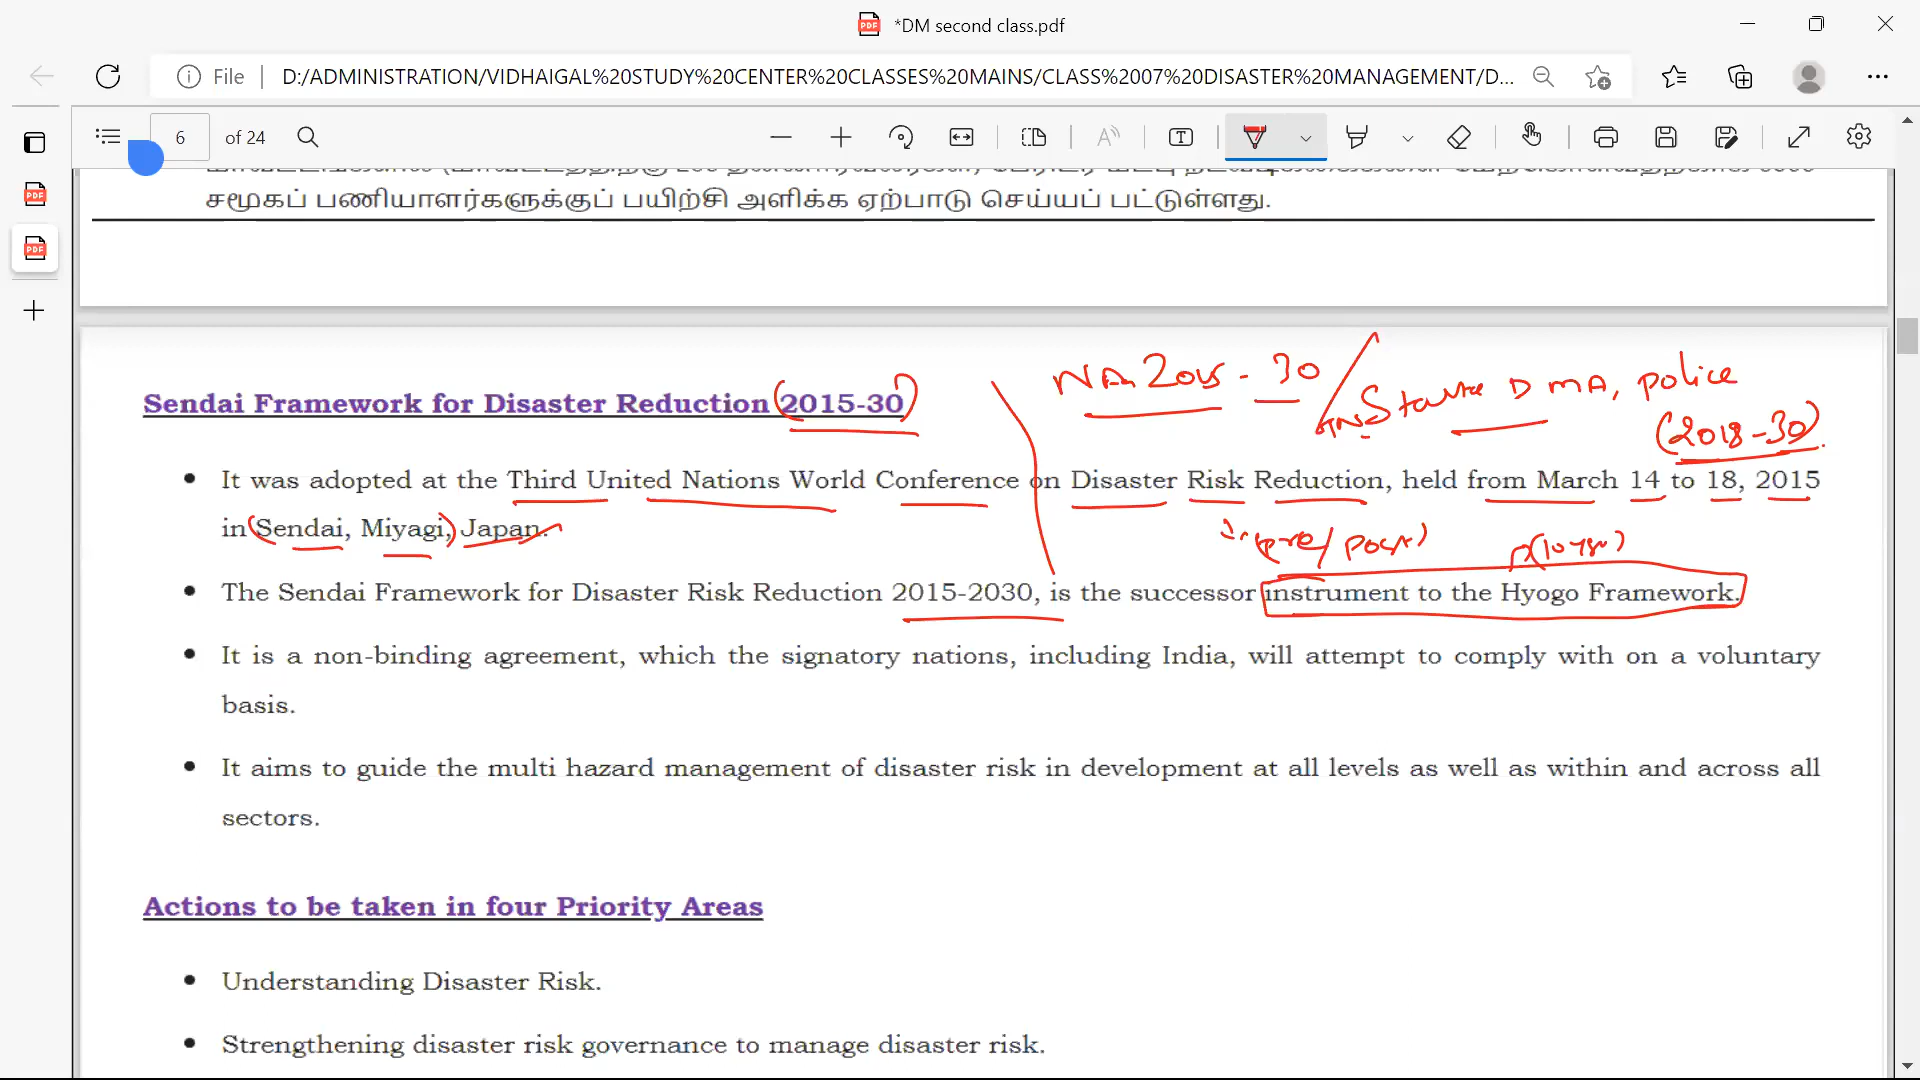 *DM second class.pdf
File D:/ADMINISTRATION/VIDHAIGAL%20STUDY%20CENTER%20CLASSES%20MAINS/CLASS%2007%20DISASTER%20MANAGEMENT/D...
6 of 24
சமூகப் பணியாளர்களுக்குப் பயிற்சி அளிக்க ஏற்பாடு செய்யப் பட்டுள்ளது.
2015 - 30
Sendai Framework for Disaster Reduction (2015-30)
DMA, police
(2018-30).
It was adopted at the Third United Nations World Conference on Disaster Risk Reduction, held from March 14 to 18, 2015
in (Sendai, Miyagi,) Japan.
(pre/post)
The Sendai Framework for Disaster Risk Reduction 2015-2030, is the successor instrument to the Hyogo Framework.
It is a non-binding agreement, which the signatory nations, including India, will attempt to comply with on a voluntary
basis.
It aims to guide the multi hazard management of disaster risk in development at all levels as well as within and across all
sectors.
Actions to be taken in four Priority Areas
Understanding Disaster Risk.
Strengthening disaster risk governance to manage disaster risk.